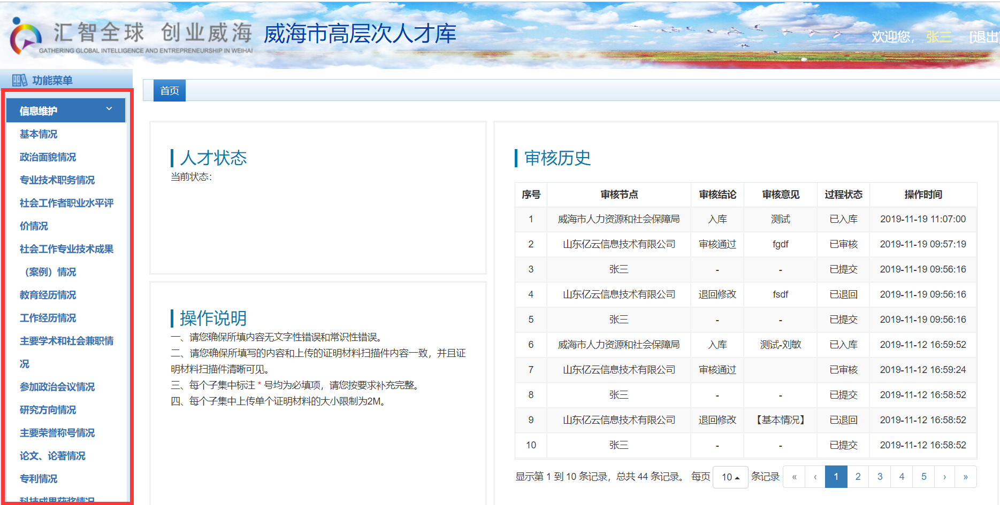 汇智全球 创业威海 威海市高层次人才库
GATHERING GLOBAL INTELLIGENCE AND ENTREPRENEURSHIP IN WEIHAI
欢迎您， 张三 [退出]
功能菜单
信息维护
基本情况
政治面貌情况
专业技术职务情况
社会工作者职业水平评
价情况
社会工作专业技术成果
（案例）情况
教育经历情况
工作经历情况
主要学术和社会兼职情
况
参加政治会议情况
研究方向情况
主要荣誉称号情况
论文、论著情况
专利情况
科技成果获奖情况
首页
人才状态
当前状态：
操作说明
一、请您确保所填内容无文字性错误和常识性错误。
二、请您确保所填写的内容和上传的证明材料扫描件内容一致，并且证
明材料扫描件清晰可见。
三、每个子集中标注 * 号均为必填项，请您按要求补充完整。
四、每个子集中上传单个证明材料的大小限制为2M。
审核历史
序号 审核节点 审核结论 审核意见 过程状态 操作时间
1 威海市人力资源和社会保障局 入库 测试 已入库 2019-11-19 11:07:00
2 山东亿云信息技术有限公司 审核通过 fgdf 已审核 2019-11-19 09:57:19
3 张三 - - 已提交 2019-11-19 09:56:16
4 山东亿云信息技术有限公司 退回修改 fsdf 已退回 2019-11-19 09:56:16
5 张三 - - 已提交 2019-11-19 09:56:16
6 威海市人力资源和社会保障局 入库 测试-刘敏 已入库 2019-11-12 16:59:52
7 山东亿云信息技术有限公司 审核通过 已审核 2019-11-12 16:59:24
8 张三 - - 已提交 2019-11-12 16:58:52
9 山东亿云信息技术有限公司 退回修改 【基本情况】 已退回 2019-11-12 16:58:52
10 张三 - - 已提交 2019-11-12 16:58:52
显示第 1 到 10 条记录，总共 44 条记录。 每页 10 条记录 « ‹ 1 2 3 4 5 › »